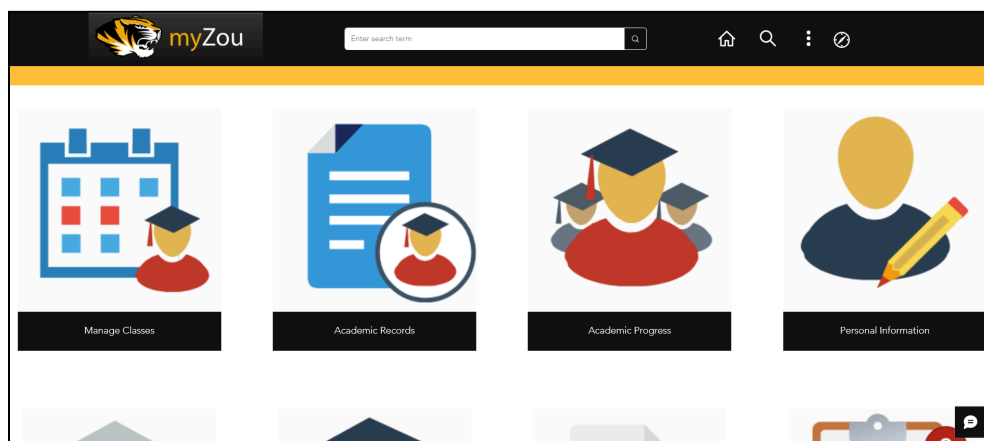 myZou
Enter search term
Manage Classes
Academic Records
Academic Progress
Personal Information